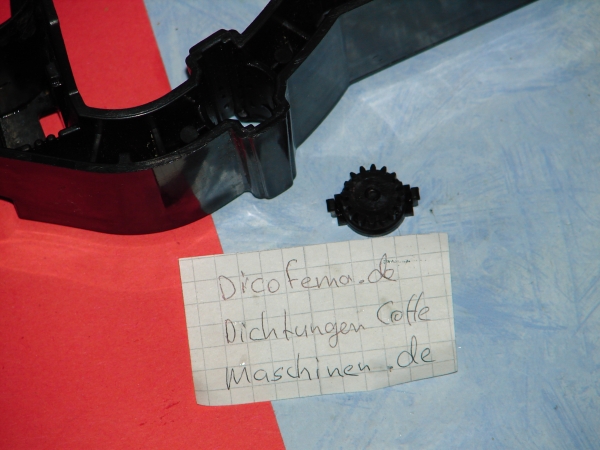 Dicofema.de
Dichtungen Coffe
Maschinen.de